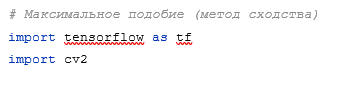 # Максимальное подобие (метод сходства)
import tensorflow as tf
import cv2